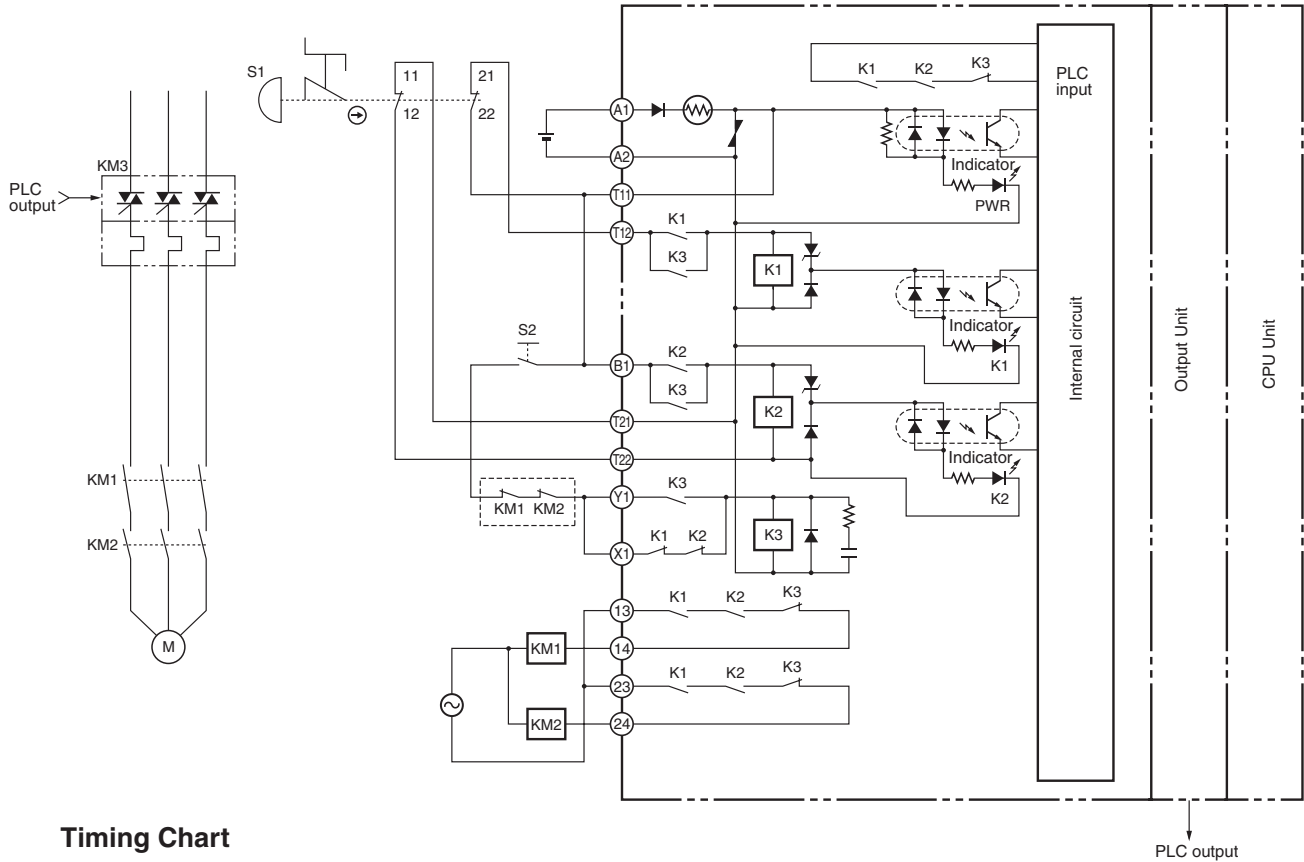 K1 K2 K3
PLC
input
S1
11
12
21
22
A1
A2
Indicator
PWR
KM3
PLC
output
T11
T12
K1
K3
K1
Indicator
K1
S2
B1
K2
K3
K2
T21
T22
Indicator
K2
Internal circuit
Output Unit
CPU Unit
KM1
KM2
KM1 KM2
Y1
K3
X1
K1 K2
K3
M
13
K1 K2 K3
KM1
14
23
K1 K2 K3
KM2
24
Timing Chart
PLC output